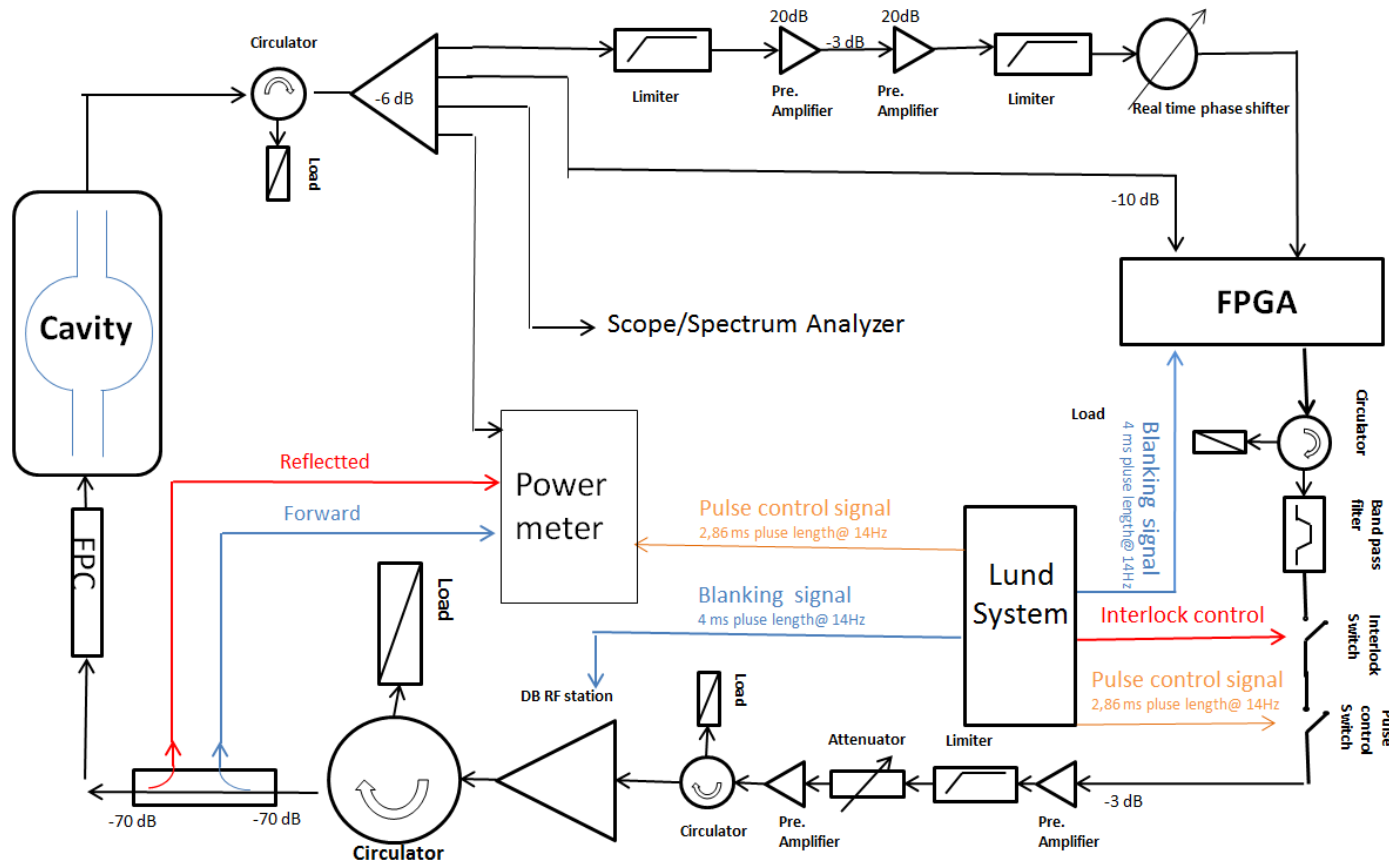 20dB
20dB
Circulator
-3 dB
-6 dB
Limiter
Pre.
Amplifier
Pre.
Amplifier
Limiter
Real time phase shifter
Load
-10 dB
Cavity
FPGA
Scope/Spectrum Analyzer
Load
Circulator
Blanking signal
4 ms pluse length@ 14Hz
Reflectted
Power
meter
Forward
Pulse control signal
2,86 ms pluse length@ 14Hz
Band pass
filter
FPC
Load
Lund
System
Blanking signal
4 ms pluse length@ 14Hz
Interlock control
Interlock
Switch
DB RF station
Load
Pulse control signal
2,86 ms pluse length@ 14Hz
Pulse
control
Switch
Attenuator
Limiter
-3 dB
-70 dB
-70 dB
Circulator
Circulator
Pre.
Amplifier
Pre.
Amplifier